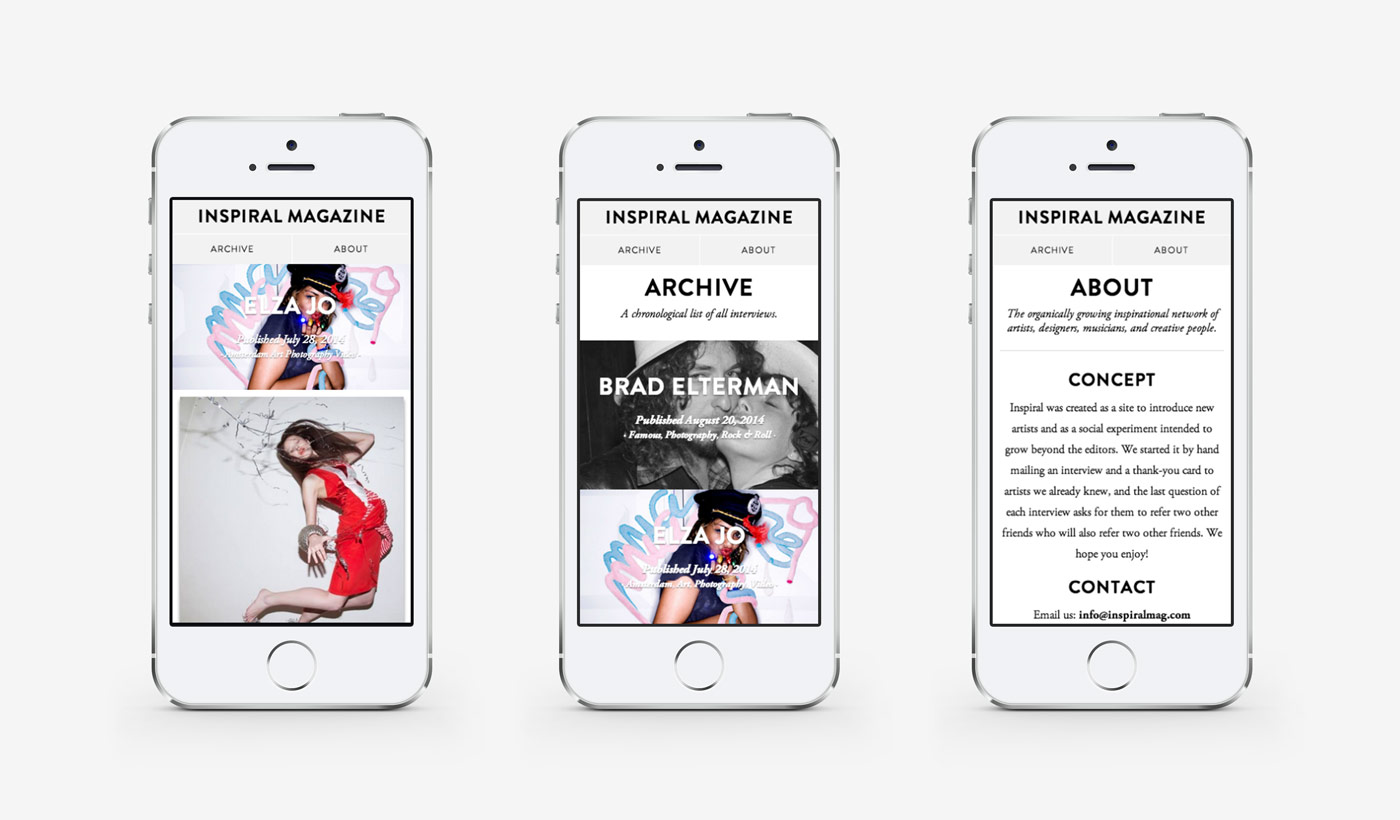 INSPIRAL MAGAZINE
ARCHIVE
ABOUT
ELZA JO
Published July 28, 2014
Amsterdam, Art, Photography, Video
INSPIRAL MAGAZINE
ARCHIVE
ABOUT
ARCHIVE
A chronological list of all interviews.
BRAD ELTERMAN
Published August 20, 2014
· Famous, Photography, Rock & Roll ·
ELZA JO
Published July 28, 2014
Amsterdam, Art, Photography, Video ·
INSPIRAL MAGAZINE
ARCHIVE
ABOUT
ABOUT
The organically growing inspirational network of
artists, designers, musicians, and creative people.
CONCEPT
Inspiral was created as a site to introduce new
artists and as a social experiment intended to
grow beyond the editors. We started it by hand
mailing an interview and a thank-you card to
artists we already knew, and the last question of
each interview asks for them to refer two other
friends who will also refer two other friends. We
hope you enjoy!
CONTACT
Email us: info@inspiralmag.com